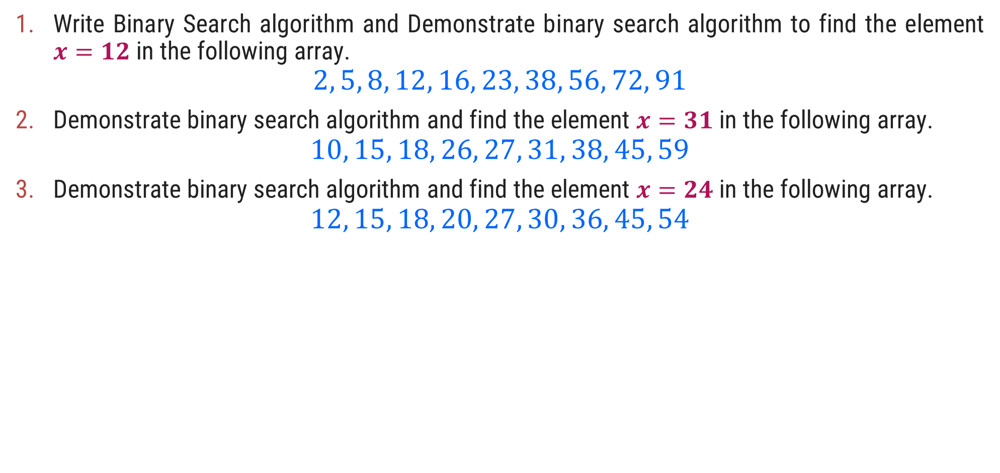 1. Write Binary Search algorithm and Demonstrate binary search algorithm to find the element
x = 12 in the following array.
2, 5, 8, 12, 16, 23, 38, 56, 72, 91
2. Demonstrate binary search algorithm and find the element x = 31 in the following array.
10, 15, 18, 26, 27, 31, 38, 45, 59
3. Demonstrate binary search algorithm and find the element x = 24 in the following array.
12, 15, 18, 20, 27, 30, 36, 45, 54